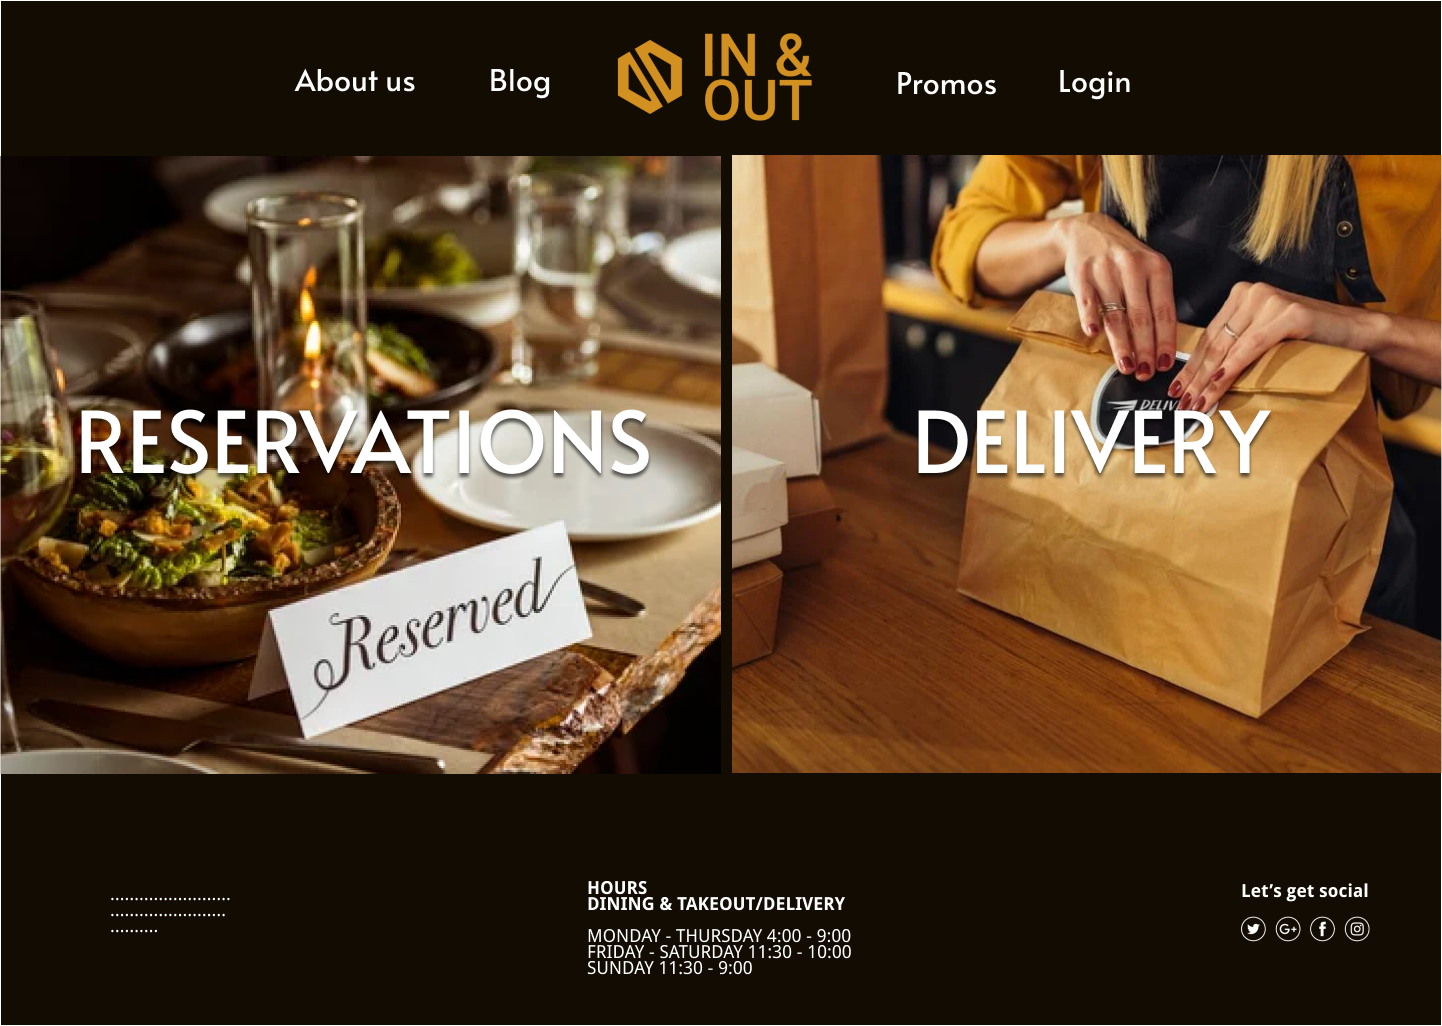 About us
Blog
IN &
OUT
Promos
Login
RESERVATIONS
DELIVERY
Reserved
HOURS
DINING & TAKEOUT/DELIVERY
MONDAY - THURSDAY 4:00 - 9:00
FRIDAY - SATURDAY 11:30 - 10:00
SUNDAY 11:30 - 9:00
.........................
........................
..........
Let’s get social
G+